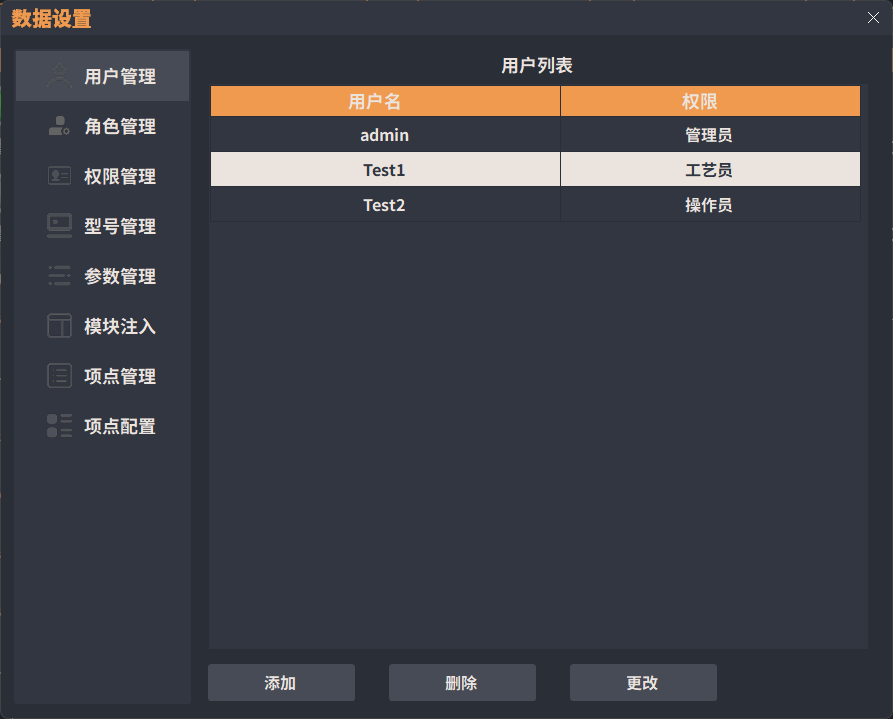 数据设置
用户管理
角色管理
权限管理
型号管理
参数管理
模块注入
项点管理
项点配置
用户列表
用户名 权限
admin 管理员
Test1 工艺员
Test2 操作员
添加 删除 更改